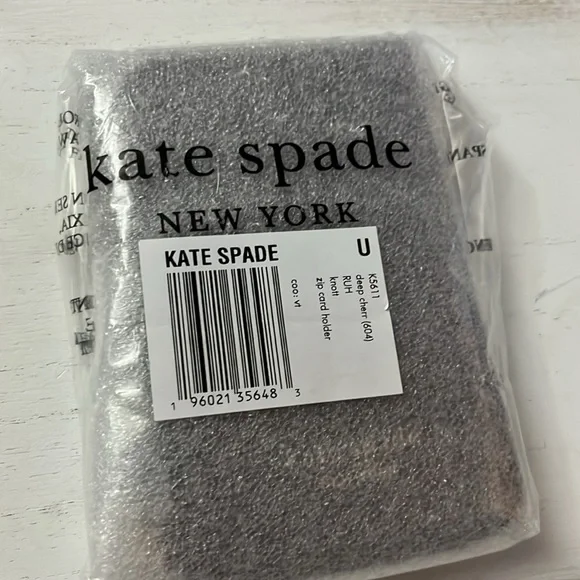 kate spade
NEW YORK
KATE SPADE
U
K5611
deep cherr (604)
RUH
knott
zip card holder
coo: vt
1 96021 35648 3